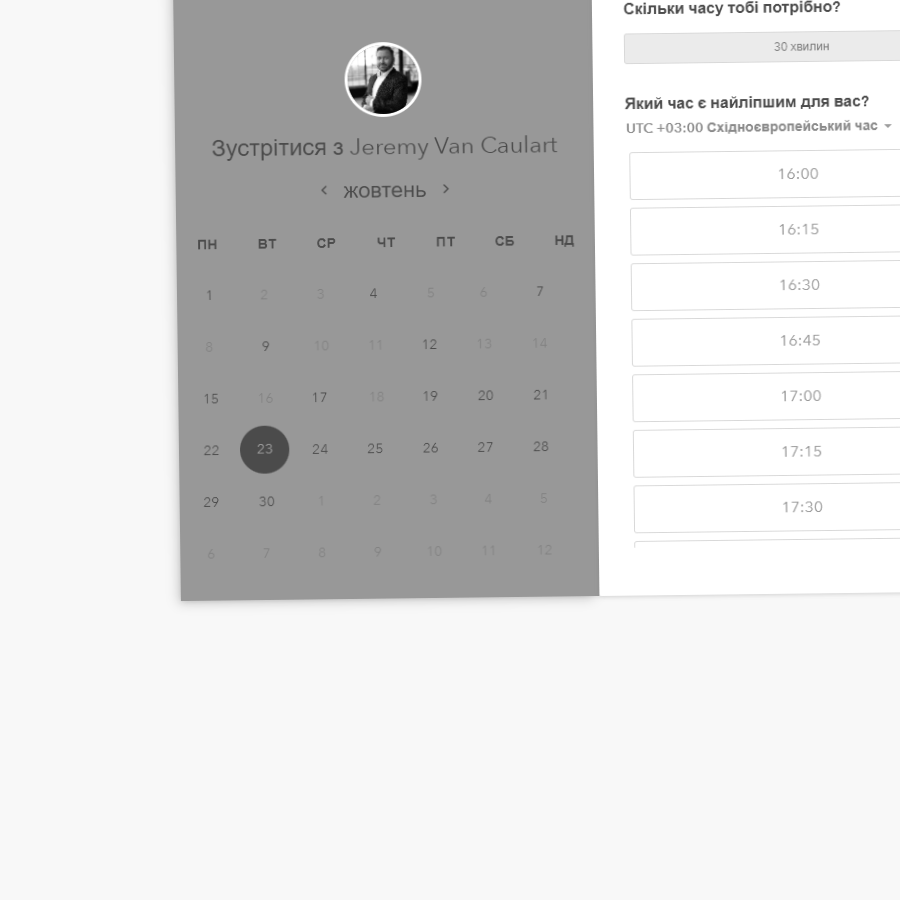 Зустрітися з Jeremy Van Caulart
‹ жовтень ›
ПН ВТ СР ЧТ ПТ СБ НД
1 2 3 4 5 6 7
8 9 10 11 12 13 14
15 16 17 18 19 20 21
22 23 24 25 26 27 28
29 30 1 2 3 4 5
6 7 8 9 10 11 12
Скільки часу тобі потрібно?
30 хвилин
Який час є найліпшим для вас?
UTC +03:00 Східноєвропейський час
16:00
16:15
16:30
16:45
17:00
17:15
17:30